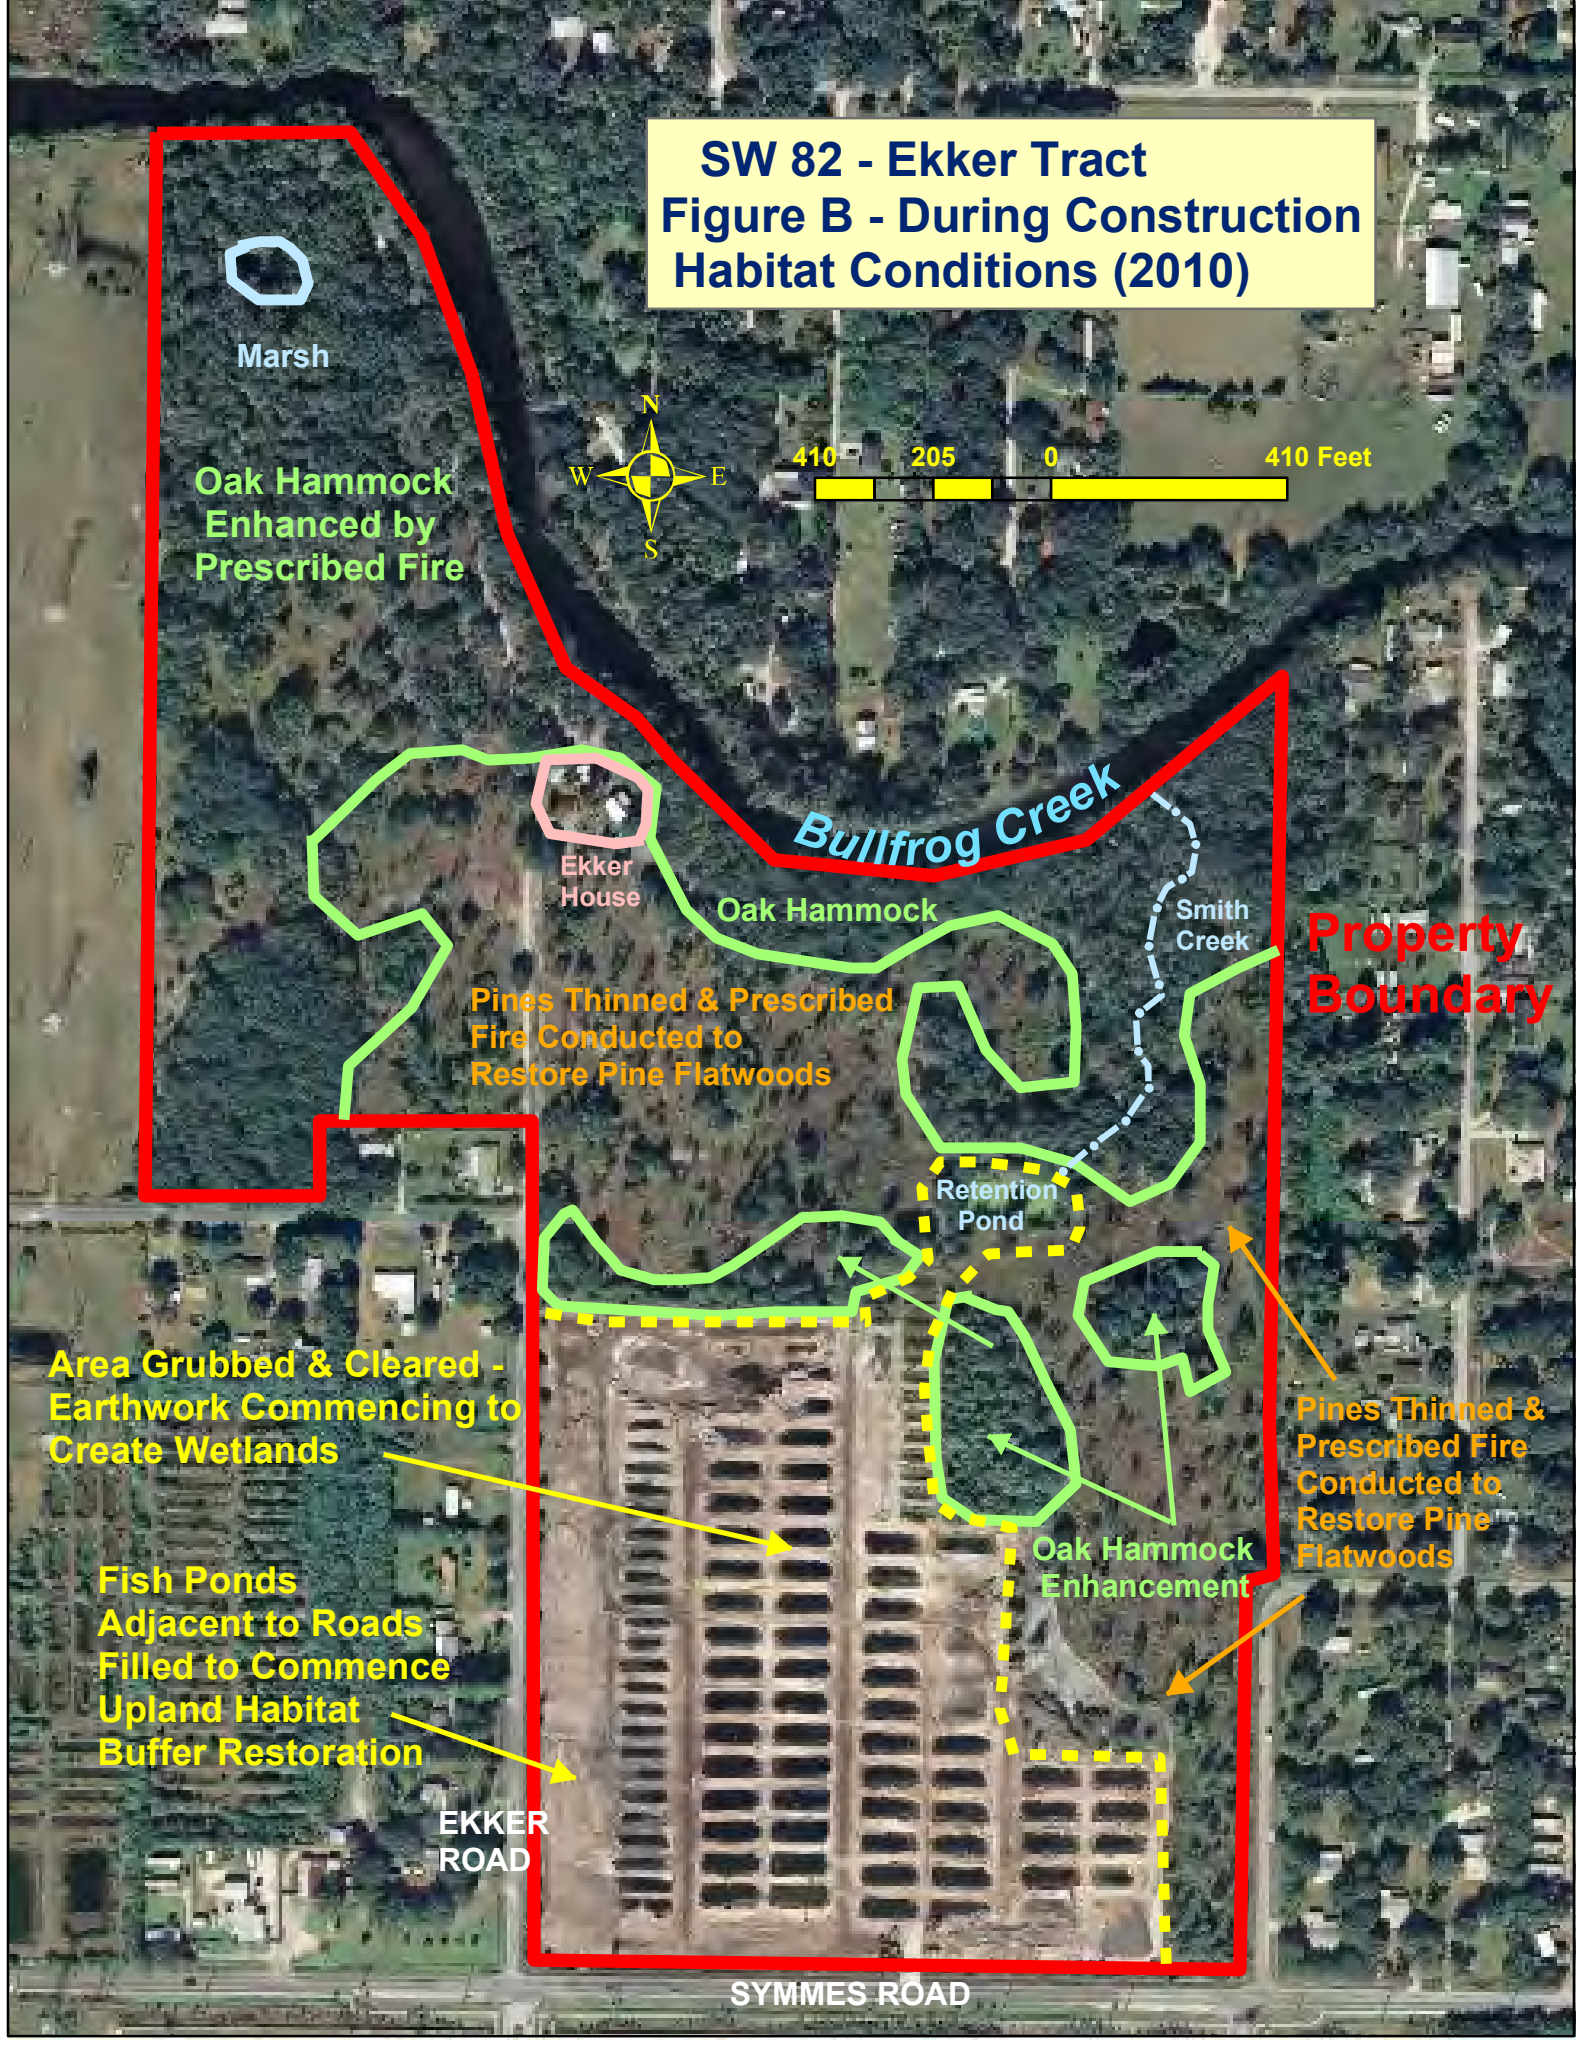 SW 82 - Ekker Tract
Figure B - During Construction
Habitat Conditions (2010)
Marsh
N
W E
S
410 205 0 410 Feet
Oak Hammock
Enhanced by
Prescribed Fire
Bullfrog Creek
Ekker
House
Oak Hammock
Smith
Creek
Property
Boundary
Pines Thinned & Prescribed
Fire Conducted to
Restore Pine Flatwoods
Retention
Pond
Area Grubbed & Cleared -
Earthwork Commencing to
Create Wetlands
Pines Thinned &
Prescribed Fire
Conducted to
Restore Pine
Flatwoods
Oak Hammock
Enhancement
Fish Ponds
Adjacent to Roads
Filled to Commence
Upland Habitat
Buffer Restoration
EKKER
ROAD
SYMMES ROAD